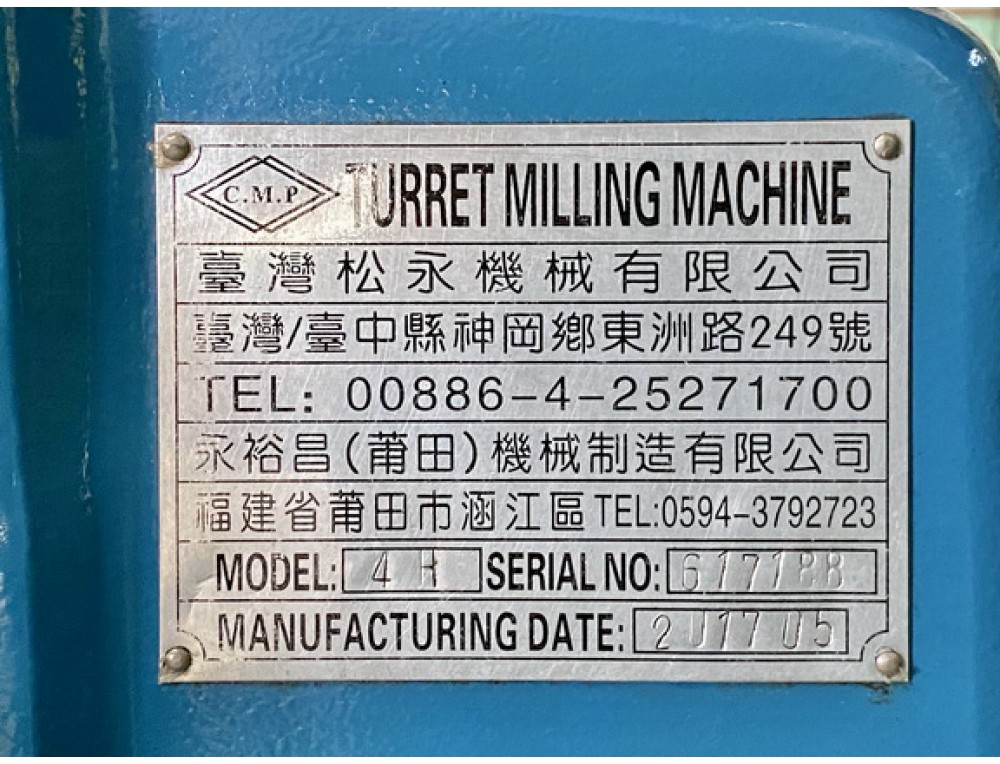 C.M.P TURRET MILLING MACHINE
臺灣松永機械有限公司
臺灣/臺中縣神岡鄉東洲路249號
TEL: 00886-4-25271700
永裕昌(莆田)機械制造有限公司
福建省莆田市涵江區 TEL:0594-3792723
MODEL: 4 H SERIAL NO: 617188
MANUFACTURING DATE: 2017 05